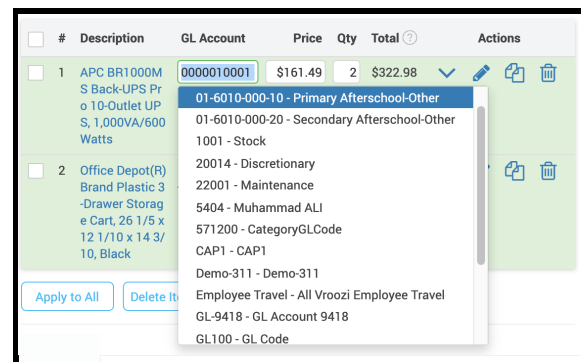 # Description GL Account Price Qty Total ? Actions
1 APC BR1000M 0000010001 $161.49 2 $322.98
S Back-UPS Pr
o 10-Outlet UP
S, 1,000VA/600
Watts
01-6010-000-10 - Primary Afterschool-Other
01-6010-000-20 - Secondary Afterschool-Other
1001 - Stock
20014 - Discretionary
22001 - Maintenance
5404 - Muhammad ALI
571200 - CategoryGLCode
CAP1 - CAP1
Demo-311 - Demo-311
Employee Travel - All Vroozi Employee Travel
GL-9418 - GL Account 9418
GL100 - GL Code
2 Office Depot(R)
Brand Plastic 3
-Drawer Storag
e Cart, 26 1/5 x
12 1/10 x 14 3/
10, Black
Apply to All Delete It